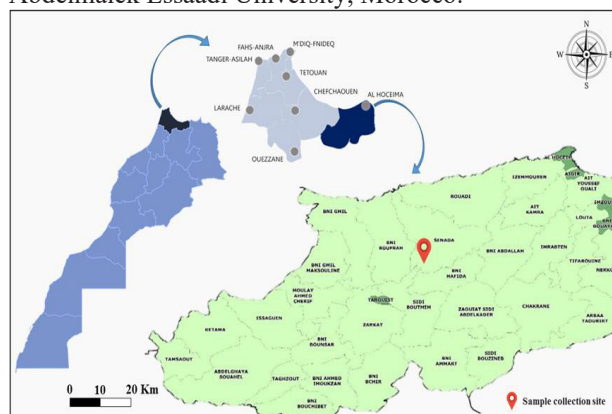 Abdelmalek Essaadi University, Morocco.
M'DIQ-FNIDEQ
FAHS-ANJRA
TANGER-ASILAH
TETOUAN
CHEFCHAOUEN
AL HOCEIMA
LARACHE
OUEZZANE
N
W
E
S
AL HOCEIMA
AJDIR
IZEMMOUREN
AIT
YOUSSEF
OUALI
ROUADI
BNI GMIL
AIT
KAMRA
LOUTA
SENADA
BNI
BOUFRAH
IMRABTEN
BNI ABDALLAH
BNI GMIL
MAKSOULINE
TIFAROUINE
BNI
HAFIDA
MOULAY
AHMED
CHERIF
TARGUIST
SIDI
BOUTHEM
ZAOUIAT SIDI
ABDELKADER
CHAKRANE
ISSAGUEN
ZARKAT
ARBAA
TAOURIRT
KETAMA
BNI
BOUNSAR
SIDI
BOUZINEB
TAMSAOUT
BNI
AMMART
ABDELGHAYA
SOUAHEL
TAGHZOUT
BNI AHMED
IMOUKZAN
BNI
BCHIR
BNI
BOUCHIBET
0 10 20 Km
Sample collection site